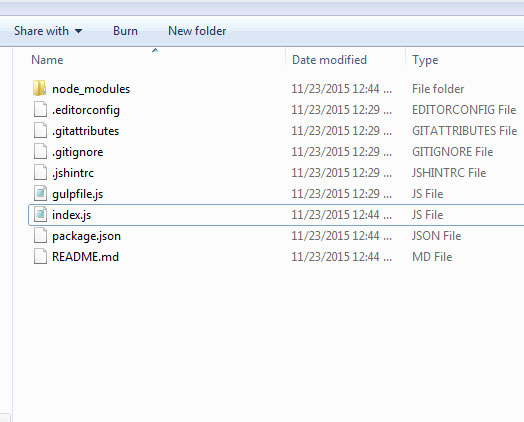 Share with Burn New folder
Name Date modified Type
node_modules 11/23/2015 12:44 ... File folder
.editorconfig 11/23/2015 12:29 ... EDITORCONFIG File
.gitattributes 11/23/2015 12:29 ... GITATTRIBUTES File
.gitignore 11/23/2015 12:29 ... GITIGNORE File
.jshintrc 11/23/2015 12:29 ... JSHINTRC File
gulpfile.js 11/23/2015 12:29 ... JS File
index.js 11/23/2015 12:44 ... JS File
package.json 11/23/2015 12:44 ... JSON File
README.md 11/23/2015 12:44 ... MD File